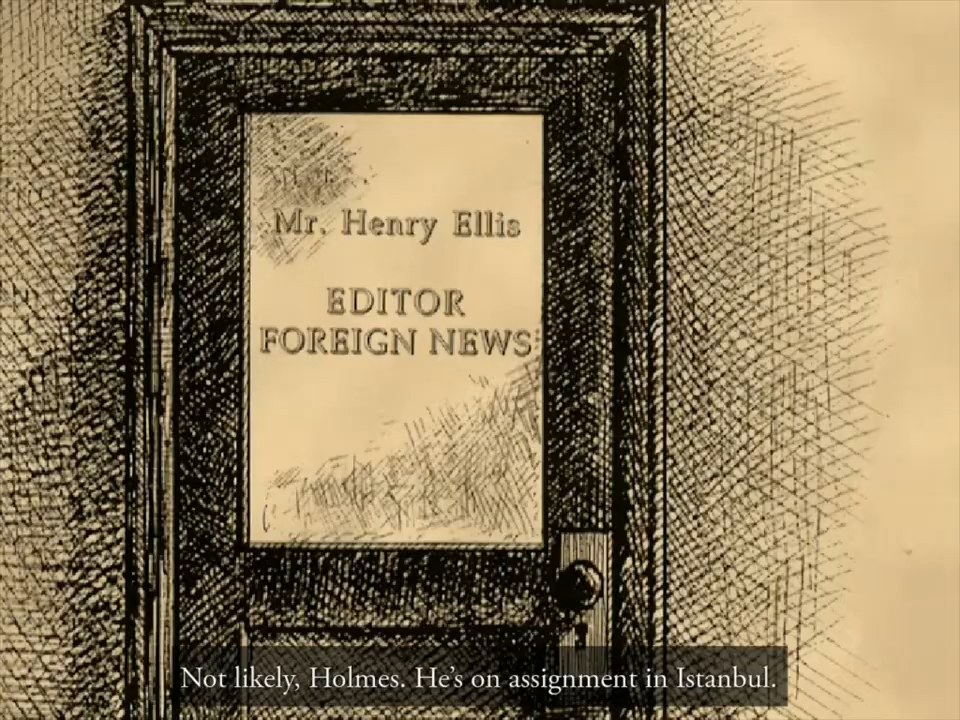 Mr. Henry Ellis
EDITOR
FOREIGN NEWS
Not likely, Holmes. He's on assignment in Istanbul.